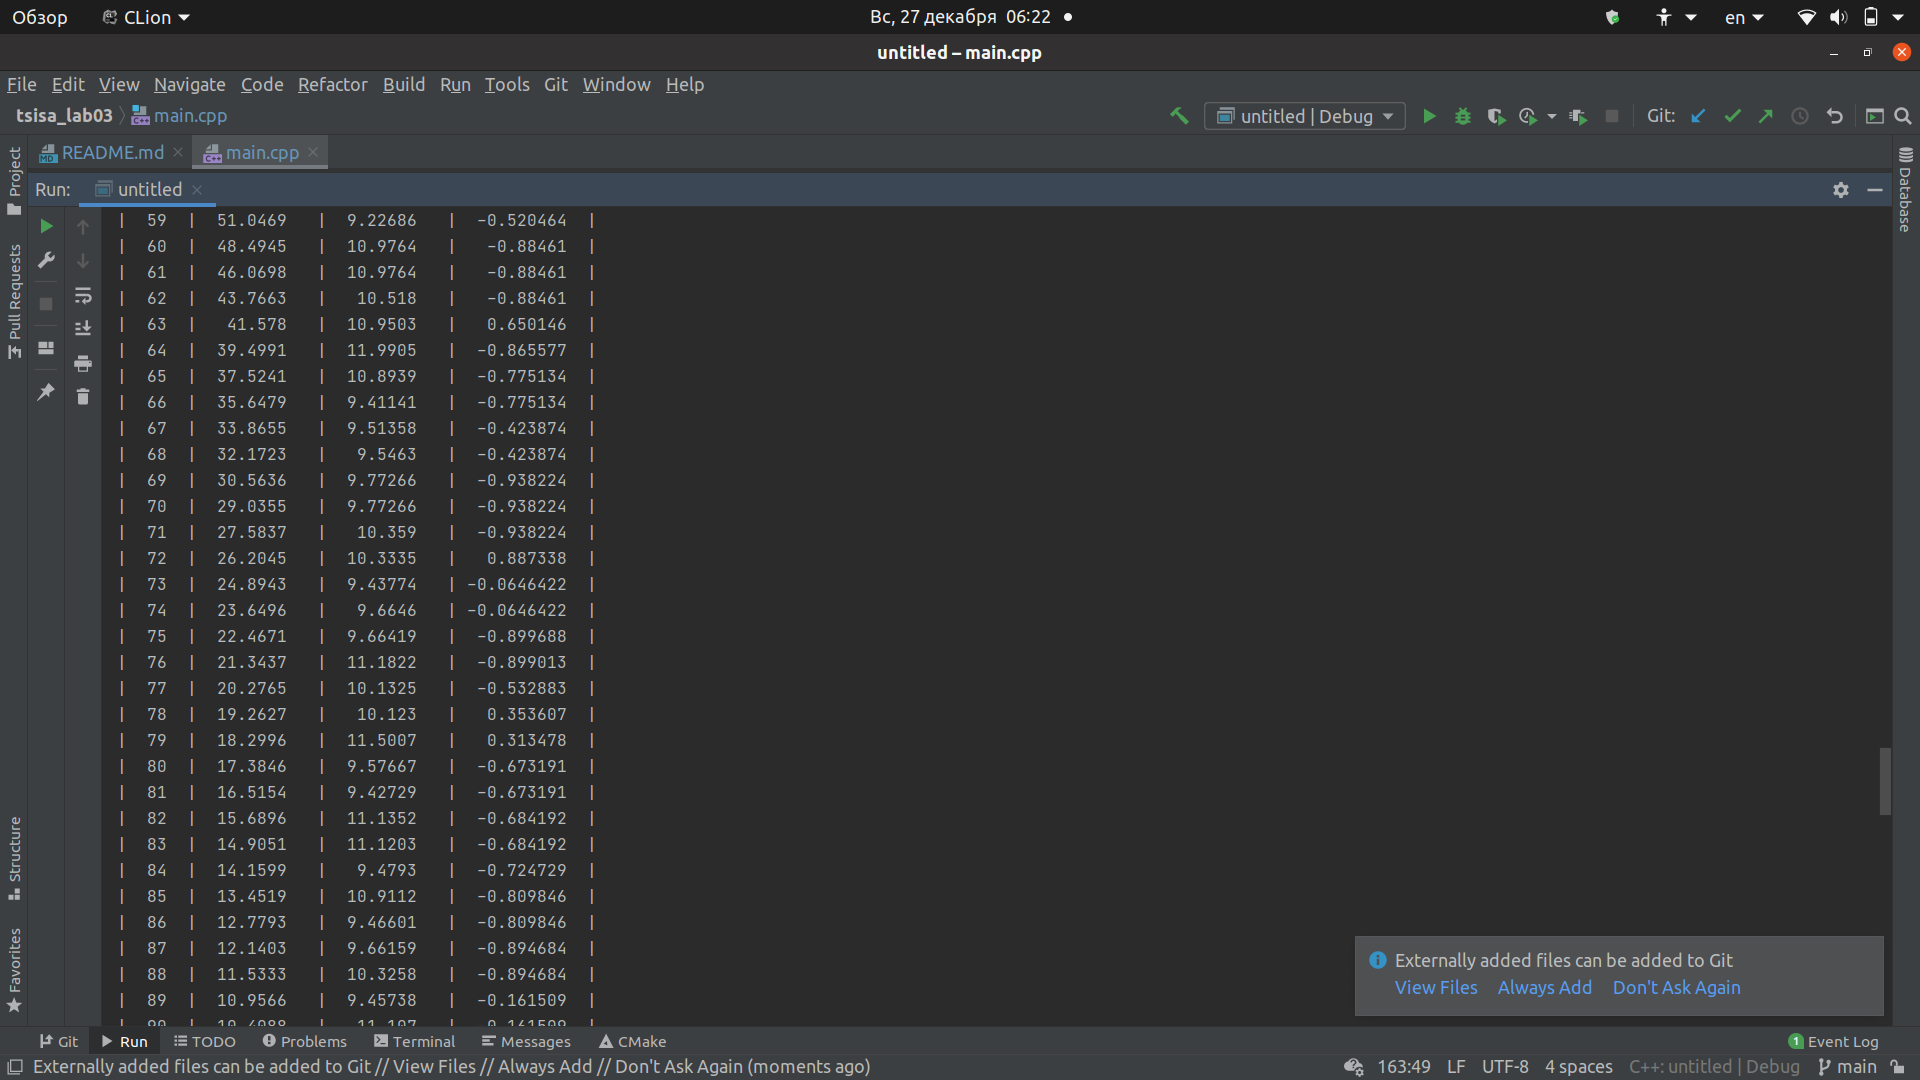 Обзор CLion Вс, 27 декабря 06:22 en
untitled – main.cpp
File Edit View Navigate Code Refactor Build Run Tools Git Window Help
tsisa_lab03 main.cpp untitled | Debug Git:
README.md main.cpp
Run: untitled
Project
Pull Requests
Structure
Favorites
Database
| 59 | 51.0469 | 9.22686 | -0.520464 |
| 60 | 48.4945 | 10.9764 | -0.88461 |
| 61 | 46.0698 | 10.9764 | -0.88461 |
| 62 | 43.7663 | 10.518 | -0.88461 |
| 63 | 41.578 | 10.9503 | 0.650146 |
| 64 | 39.4991 | 11.9905 | -0.865577 |
| 65 | 37.5241 | 10.8939 | -0.775134 |
| 66 | 35.6479 | 9.41141 | -0.775134 |
| 67 | 33.8655 | 9.51358 | -0.423874 |
| 68 | 32.1723 | 9.5463 | -0.423874 |
| 69 | 30.5636 | 9.77266 | -0.938224 |
| 70 | 29.0355 | 9.77266 | -0.938224 |
| 71 | 27.5837 | 10.359 | -0.938224 |
| 72 | 26.2045 | 10.3335 | 0.887338 |
| 73 | 24.8943 | 9.43774 | -0.0646422 |
| 74 | 23.6496 | 9.6646 | -0.0646422 |
| 75 | 22.4671 | 9.66419 | -0.899688 |
| 76 | 21.3437 | 11.1822 | -0.899013 |
| 77 | 20.2765 | 10.1325 | -0.532883 |
| 78 | 19.2627 | 10.123 | 0.353607 |
| 79 | 18.2996 | 11.5007 | 0.313478 |
| 80 | 17.3846 | 9.57667 | -0.673191 |
| 81 | 16.5154 | 9.42729 | -0.673191 |
| 82 | 15.6896 | 11.1352 | -0.684192 |
| 83 | 14.9051 | 11.1203 | -0.684192 |
| 84 | 14.1599 | 9.4793 | -0.724729 |
| 85 | 13.4519 | 10.9112 | -0.809846 |
| 86 | 12.7793 | 9.46601 | -0.809846 |
| 87 | 12.1403 | 9.66159 | -0.894684 |
| 88 | 11.5333 | 10.3258 | -0.894684 |
| 89 | 10.9566 | 9.45738 | -0.161509 |
Externally added files can be added to Git
View Files Always Add Don't Ask Again
Git Run TODO Problems Terminal Messages CMake 1 Event Log
Externally added files can be added to Git // View Files // Always Add // Don't Ask Again (moments ago) 163:49 LF UTF-8 4 spaces C++: untitled | Debug main